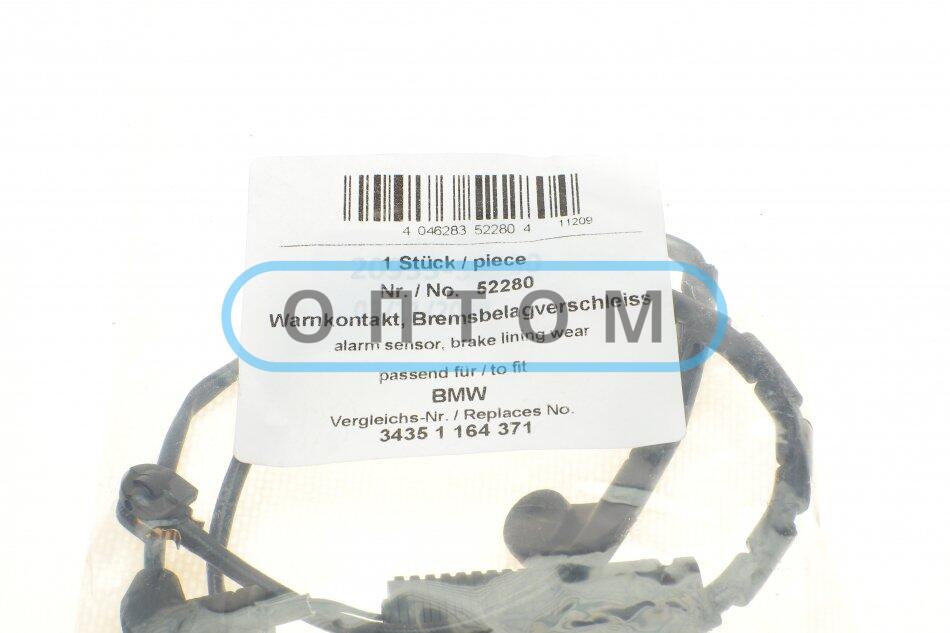 4 046283 52280 4
11209
1 Stück / piece
Nr. / No. 52280
ОПТОМ
Warnkontakt, Bremsbelagverschleiss
alarm sensor, brake lining wear
passend für / to fit
BMW
Vergleichs-Nr. / Replaces No.
3435 1 164 371